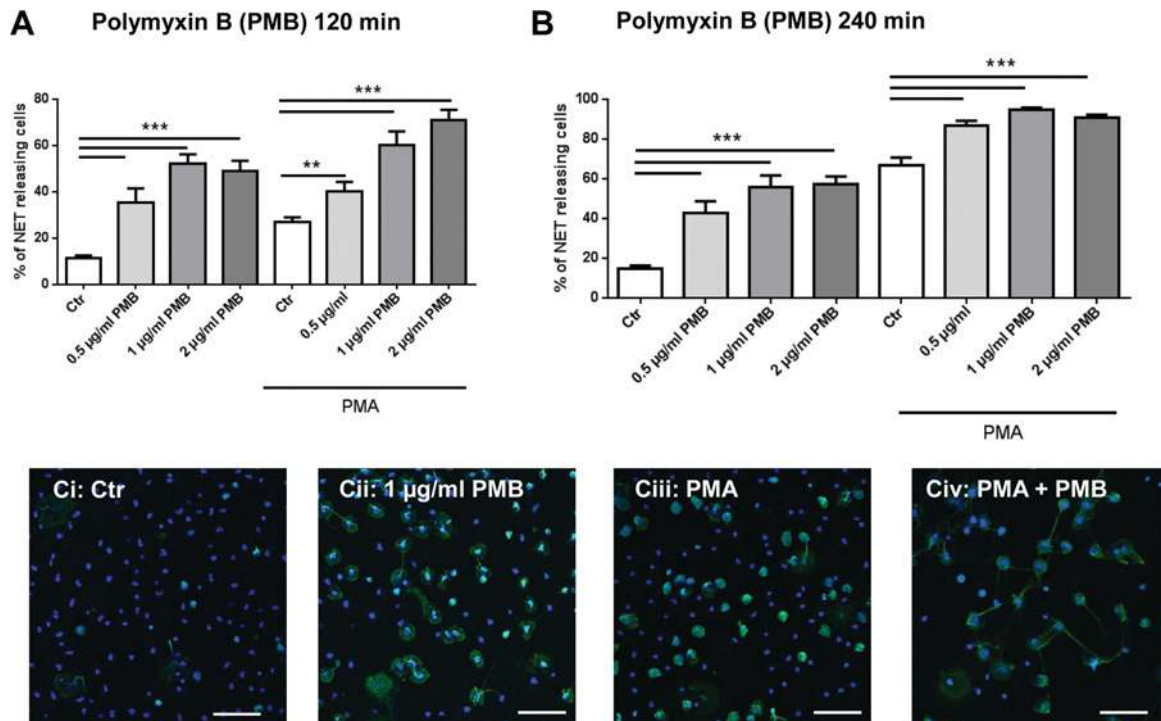 A Polymyxin B (PMB) 120 min
% of NET releasing cells
80
60
40
20
0
***
**
***
Ctr
0.5 µg/ml PMB
1 µg/ml PMB
2 µg/ml PMB
Ctr
0.5 µg/ml
1 µg/ml PMB
2 µg/ml PMB
PMA
B Polymyxin B (PMB) 240 min
% of NET releasing cells
100
80
60
40
20
0
***
***
Ctr
0.5 µg/ml PMB
1 µg/ml PMB
2 µg/ml PMB
Ctr
0.5 µg/ml
1 µg/ml PMB
2 µg/ml PMB
PMA
Ci: Ctr
Cii: 1 µg/ml PMB
Ciii: PMA
Civ: PMA + PMB